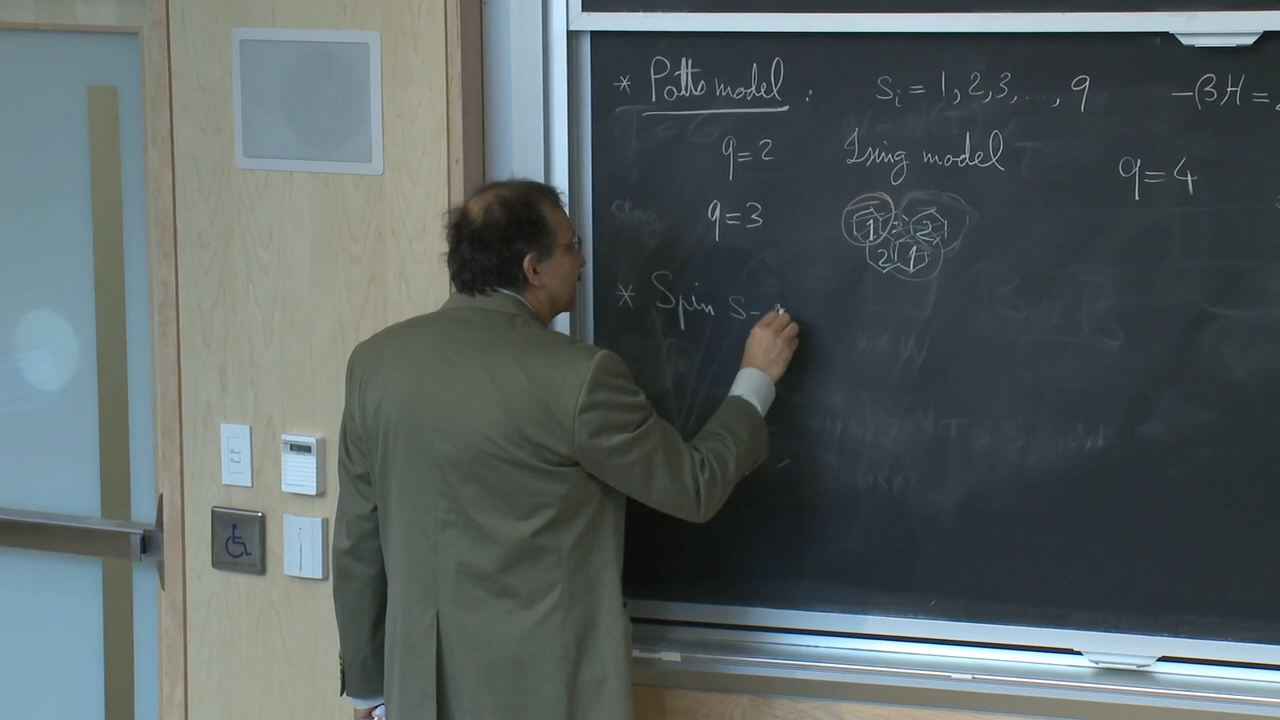 * Potts model : Sᵢ = 1, 2, 3, ..., q -βH =
q=2 Ising model q=4
q=3 1 2
2 1
* Spin S-